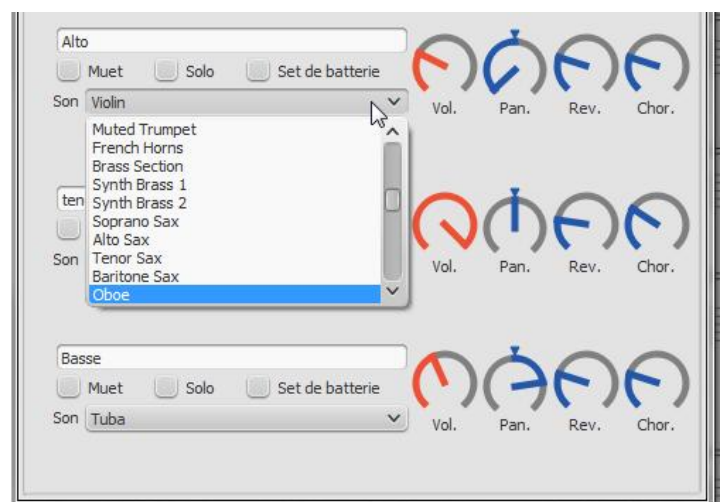 Alto
Muet Solo Set de batterie
Son Violin
Vol. Pan. Rev. Chor.
Muted Trumpet
French Horns
Brass Section
Synth Brass 1
Synth Brass 2
Soprano Sax
Alto Sax
Tenor Sax
Baritone Sax
Oboe
ten
Son
Vol. Pan. Rev. Chor.
Basse
Muet Solo Set de batterie
Son Tuba
Vol. Pan. Rev. Chor.